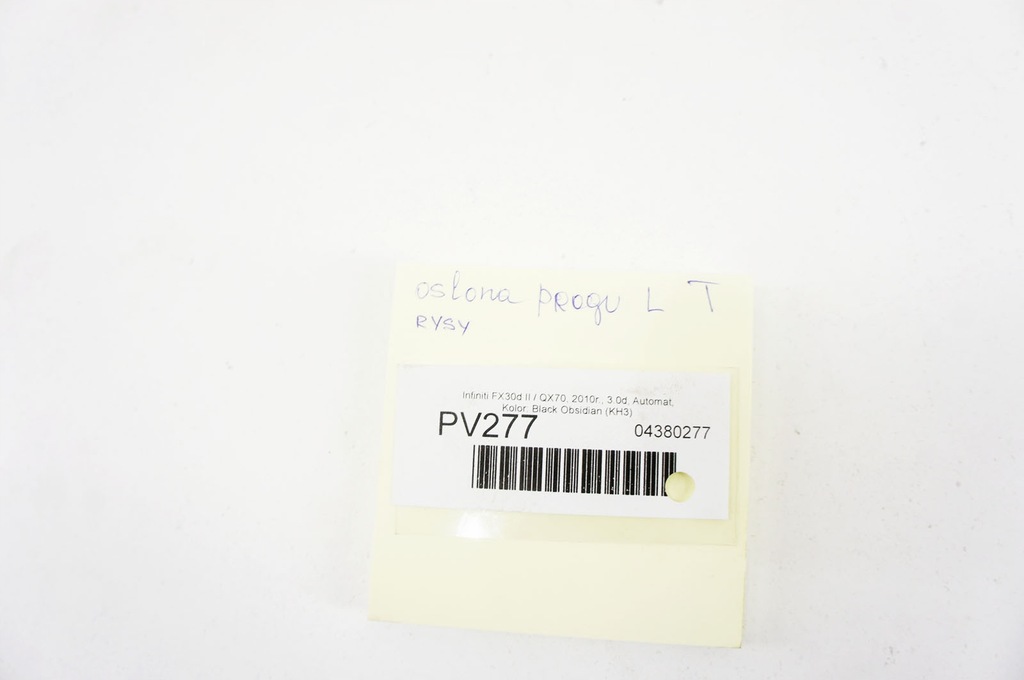 osłona progu L T
RYSY
Infiniti FX30d II / QX70, 2010r., 3.0d, Automat,
Kolor: Black Obsidian (KH3)
PV277 04380277